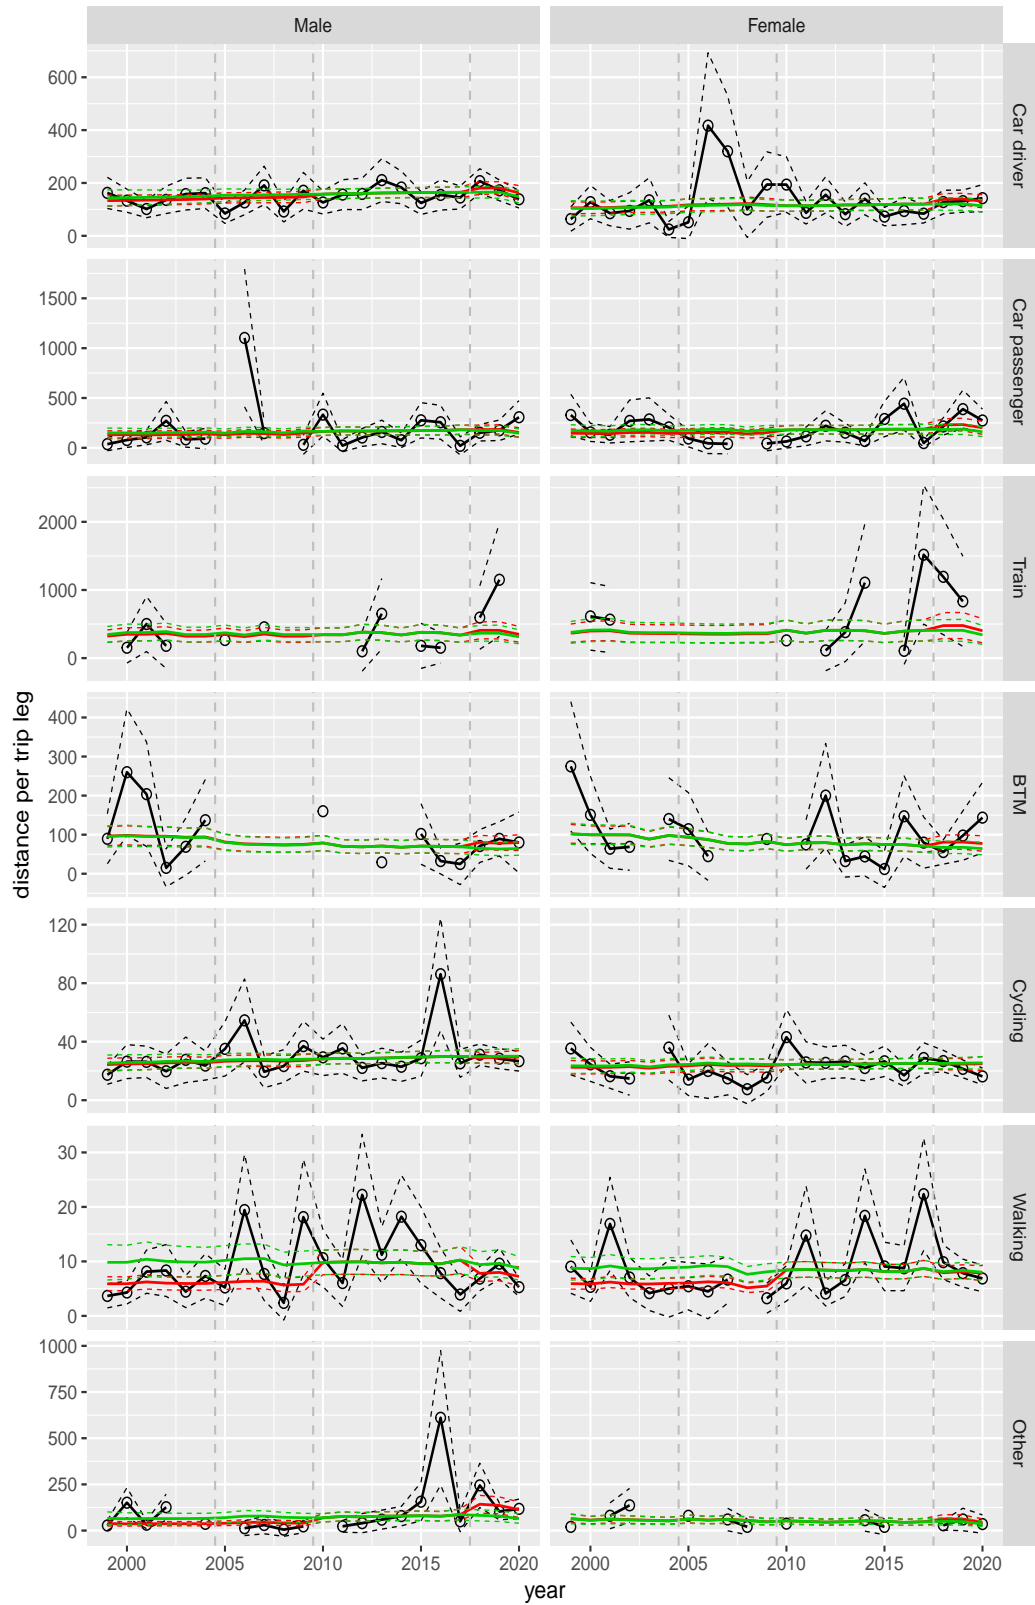 Male Female
600
400
200
0
Car driver
1500
1000
500
0
Car passenger
2000
1000
0
Train
400
300
200
100
0
BTM
distance per trip leg
120
80
40
0
Cycling
30
20
10
0
Walking
1000
750
500
250
0
Other
2000 2005 2010 2015 2020 2000 2005 2010 2015 2020
year